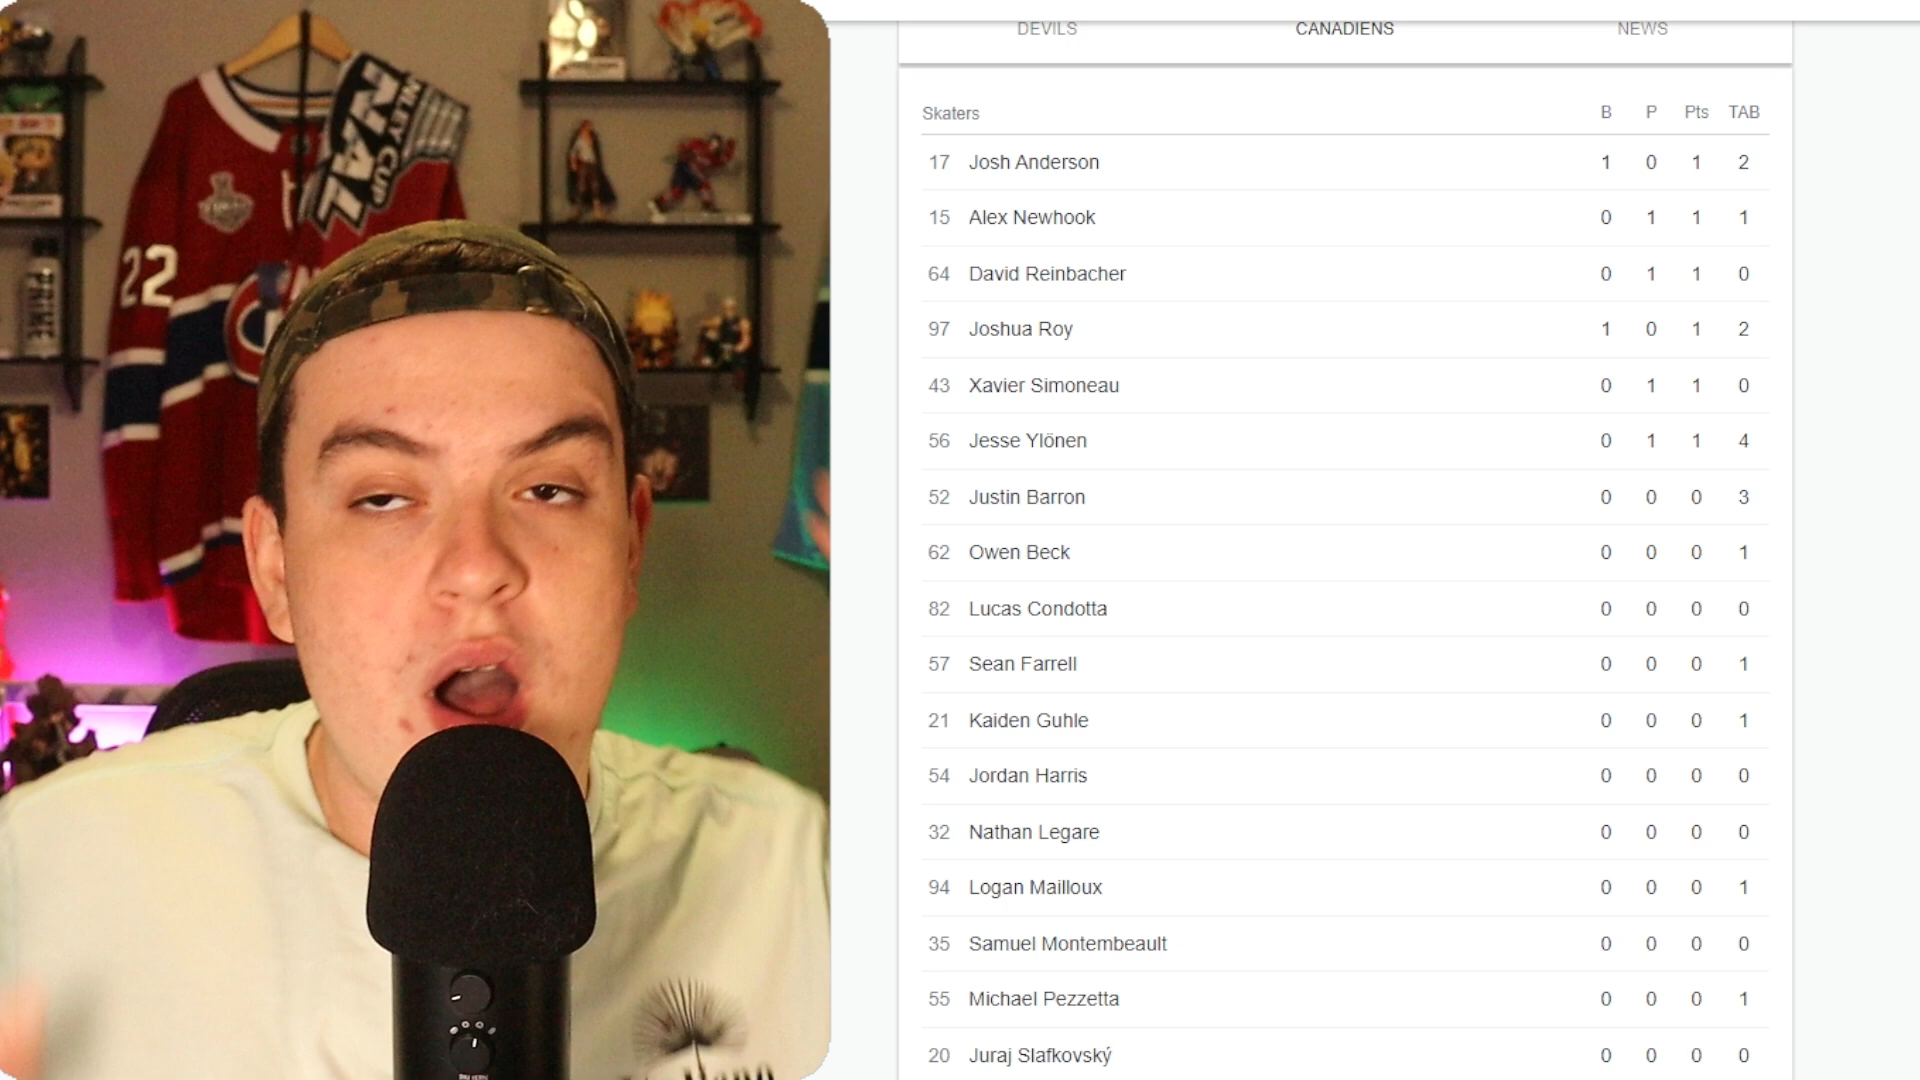 DEVILS CANADIENS NEWS
Skaters B P Pts TAB
17 Josh Anderson 1 0 1 2
15 Alex Newhook 0 1 1 1
64 David Reinbacher 0 1 1 0
97 Joshua Roy 1 0 1 2
43 Xavier Simoneau 0 1 1 0
56 Jesse Ylönen 0 1 1 4
52 Justin Barron 0 0 0 3
62 Owen Beck 0 0 0 1
82 Lucas Condotta 0 0 0 0
57 Sean Farrell 0 0 0 1
21 Kaiden Guhle 0 0 0 1
54 Jordan Harris 0 0 0 0
32 Nathan Legare 0 0 0 0
94 Logan Mailloux 0 0 0 1
35 Samuel Montembeault 0 0 0 0
55 Michael Pezzetta 0 0 0 1
20 Juraj Slafkovský 0 0 0 0
22
PRIME